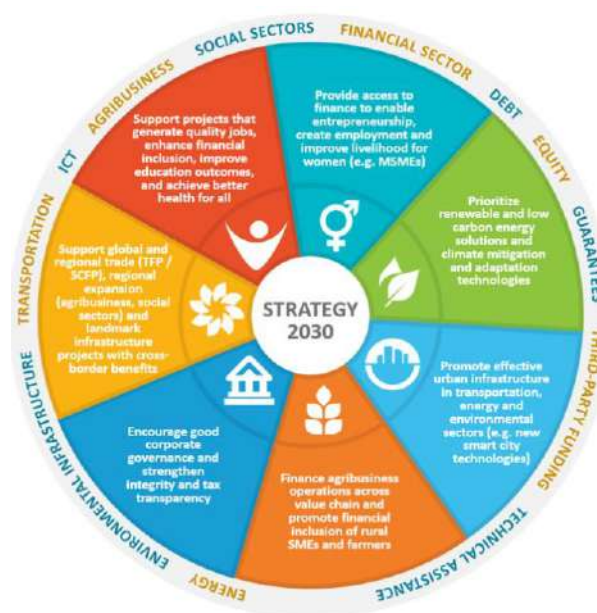 SOCIAL SECTORS
FINANCIAL SECTOR
DEBT
EQUITY
GUARANTEES
THIRD-PARTY FUNDING
TECHNICAL ASSISTANCE
ENERGY
ENVIRONMENTAL INFRASTRUCTURE
TRANSPORTATION
ICT
AGRIBUSINESS
Support projects that
generate quality jobs,
enhance financial
inclusion, improve
education outcomes,
and achieve better
health for all
Provide access to
finance to enable
entrepreneurship,
create employment and
improve livelihood for
women (e.g. MSMEs)
Prioritize
renewable and low
carbon energy
solutions and
climate mitigation
and adaptation
technologies
Promote effective
urban infrastructure
in transportation,
energy and
environmental
sectors (e.g. new
smart city
technologies)
Finance agribusiness
operations across
value chain and
promote financial
inclusion of rural
SMEs and farmers
Encourage good
corporate
governance and
strengthen
integrity and tax
transparency
Support global and
regional trade (TFP /
SCFP), regional
expansion
(agribusiness, social
sectors) and
landmark
infrastructure
projects with cross-
border benefits
STRATEGY
2030